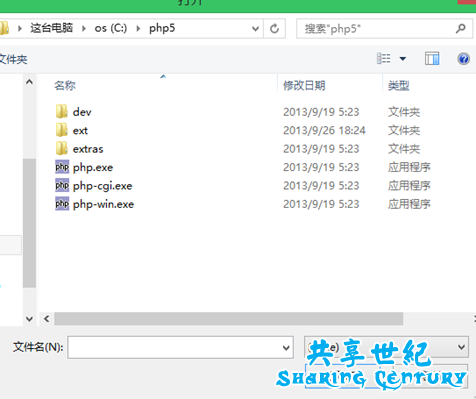 打开
这台电脑 os (C:) php5
搜索"php5"
文件夹
名称 修改日期 类型
dev 2013/9/19 5:23 文件夹
ext 2013/9/26 18:24 文件夹
extras 2013/9/19 5:23 文件夹
php php.exe 2013/9/19 5:23 应用程序
php php-cgi.exe 2013/9/19 5:23 应用程序
php php-win.exe 2013/9/19 5:23 应用程序
文件名(N):
共享世纪
Sharing Century